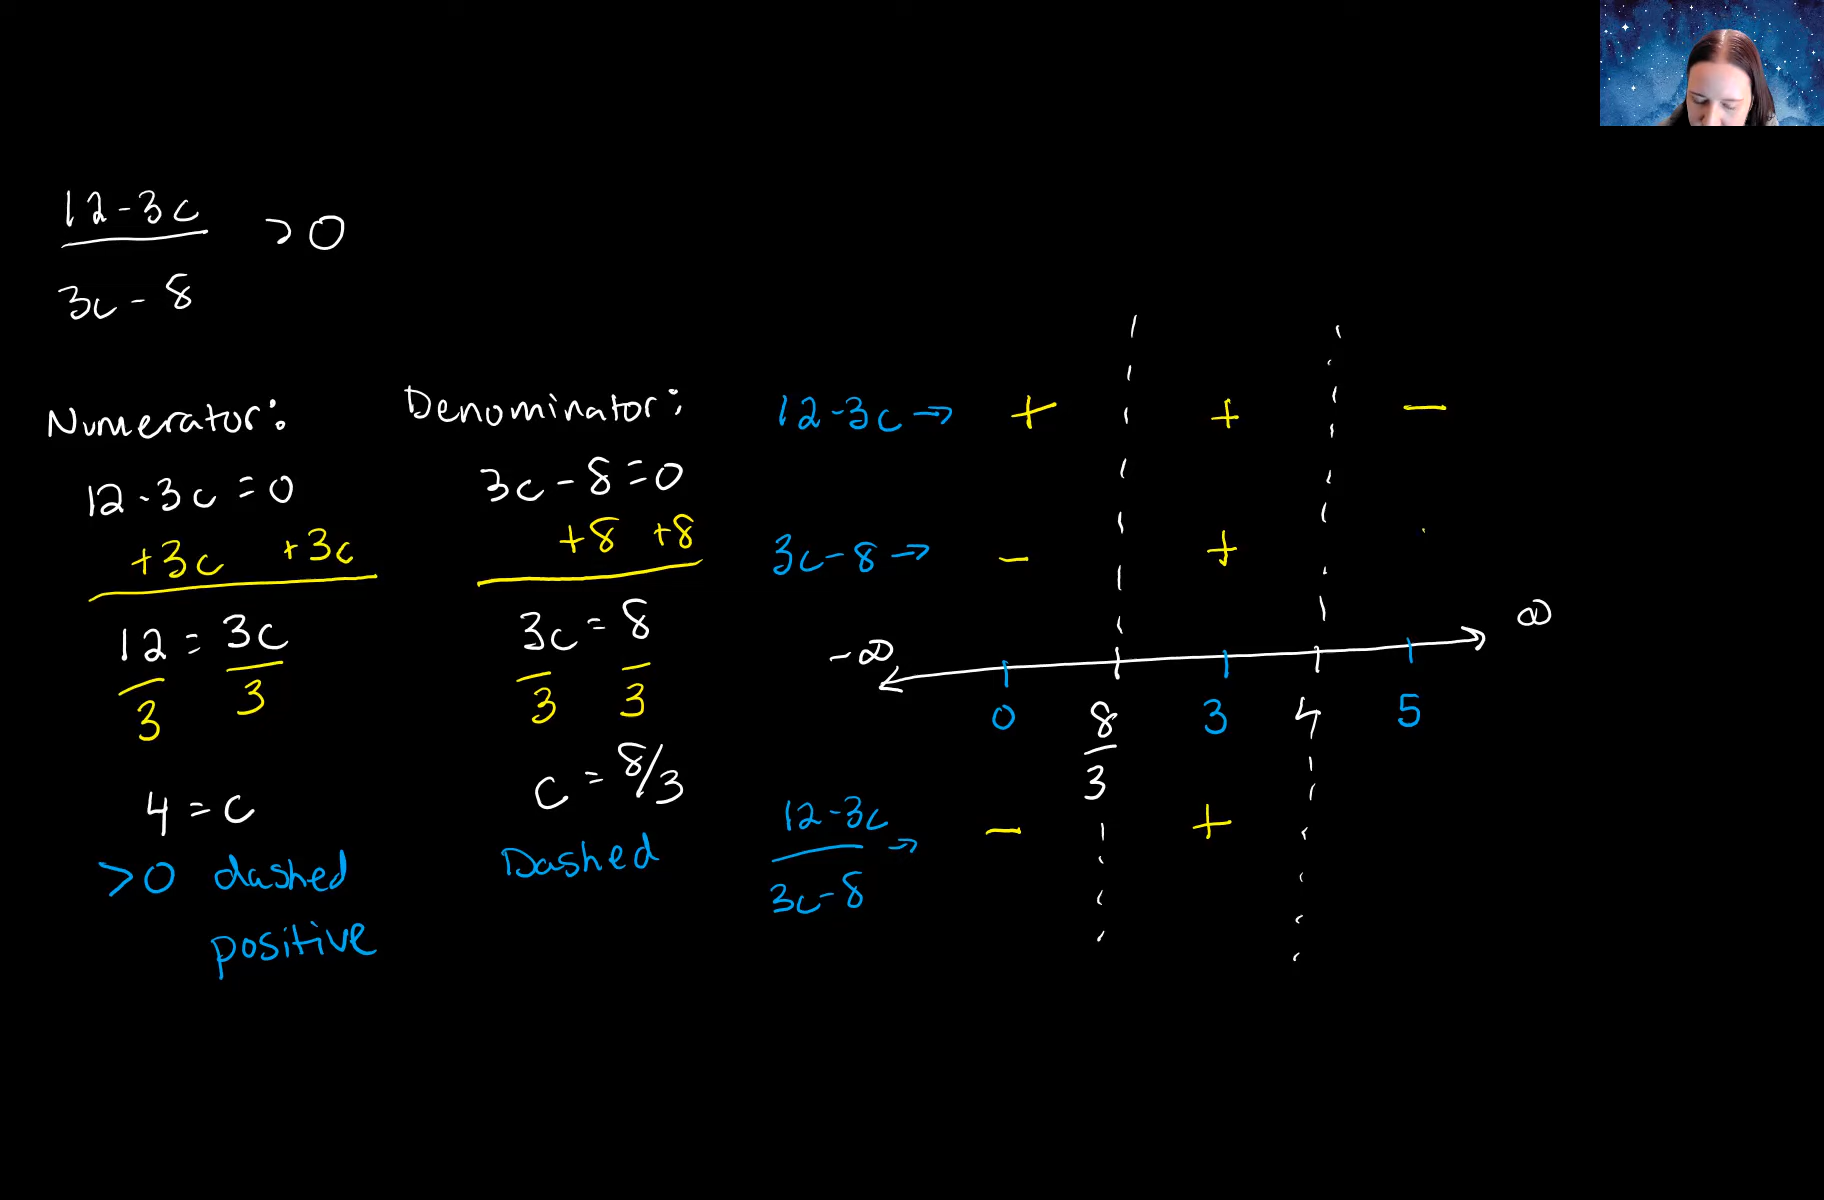 12-3c
3c-8
>0
Numerator:
12-3c=0
+3c +3c
12 = 3c
3 3
4 = c
>0 dashed
positive
Denominator:
3c-8=0
+8 +8
3c = 8
3 3
c = 8/3
Dashed
12-3c → + + -
3c-8 → - +
-∞ ∞
0 8 3 4 5
3
12-3c
3c-8
→ - +